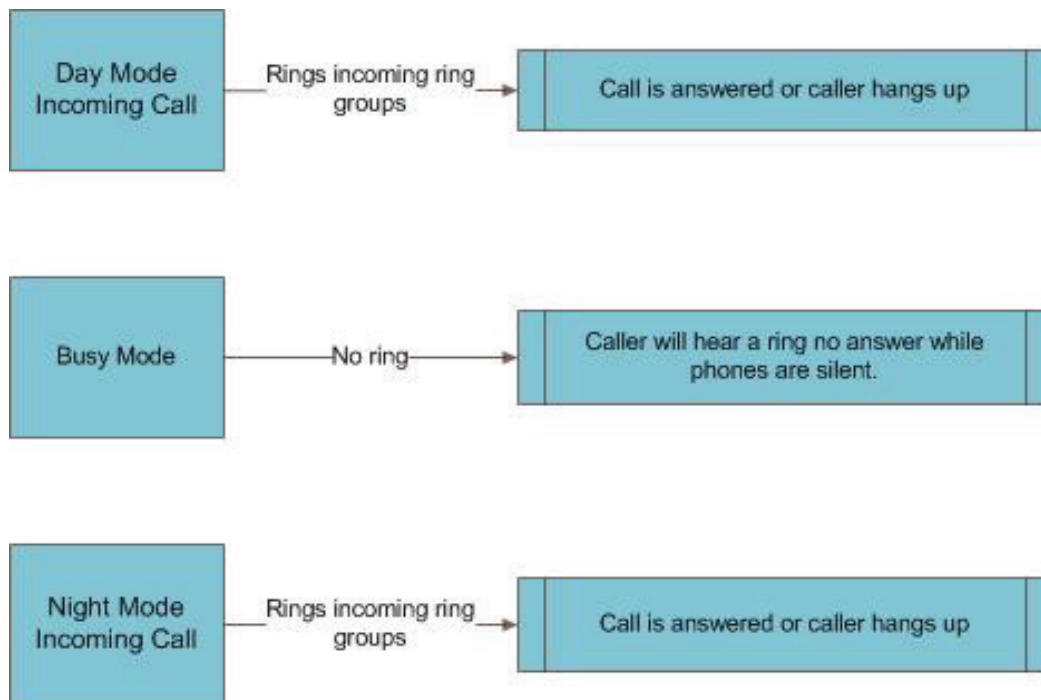 Day Mode
Incoming Call
Rings incoming ring
groups
Call is answered or caller hangs up
Busy Mode
No ring
Caller will hear a ring no answer while
phones are silent.
Night Mode
Incoming Call
Rings incoming ring
groups
Call is answered or caller hangs up